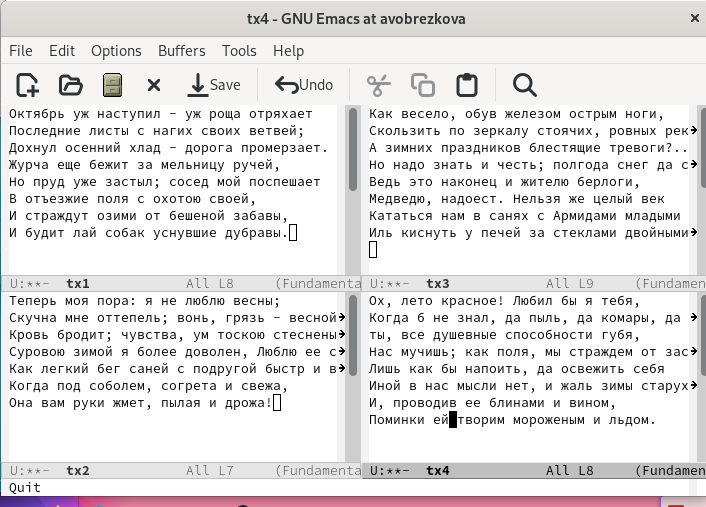 tx4 - GNU Emacs at avobrezkova
File Edit Options Buffers Tools Help
Save Undo
Октябрь уж наступил - уж роща отряхает
Последние листы с нагих своих ветвей;
Дохнул осенний хлад - дорога промерзает.
Журча еще бежит за мельницу ручей,
Но пруд уже застыл; сосед мой поспешает
В отъезжие поля с охотою своей,
И страждут озими от бешеной забавы,
И будит лай собак уснувшие дубравы.
U:**- tx1 All L8 (Fundamenta
Как весело, обув железом острым ноги,
Скользить по зеркалу стоячих, ровных рек
А зимних праздников блестящие тревоги?..
Но надо знать и честь; полгода снег да с
Ведь это наконец и жителю берлоги,
Медведю, надоест. Нельзя же целый век
Кататься нам в санях с Армидами младыми
Иль киснуть у печей за стеклами двойными
U:**- tx3 All L9 (Fundamenta
Теперь моя пора: я не люблю весны;
Скучна мне оттепель; вонь, грязь - весной
Кровь бродит; чувства, ум тоскою стеснены
Суровою зимой я более доволен, Люблю ее с
Как легкий бег саней с подругой быстр и в
Когда под соболем, согрета и свежа,
Она вам руки жмет, пылая и дрожа!
U:**- tx2 All L7 (Fundamenta
Ох, лето красное! Любил бы я тебя,
Когда б не знал, да пыль, да комары, да
ты, все душевные способности губя,
Нас мучишь; как поля, мы страждем от зас
Лишь как бы напоить, да освежить себя
Иной в нас мысли нет, и жаль зимы старух
И, проводив ее блинами и вином,
Поминки ей творим мороженым и льдом.
U:**- tx4 All L8 (Fundamen
Quit